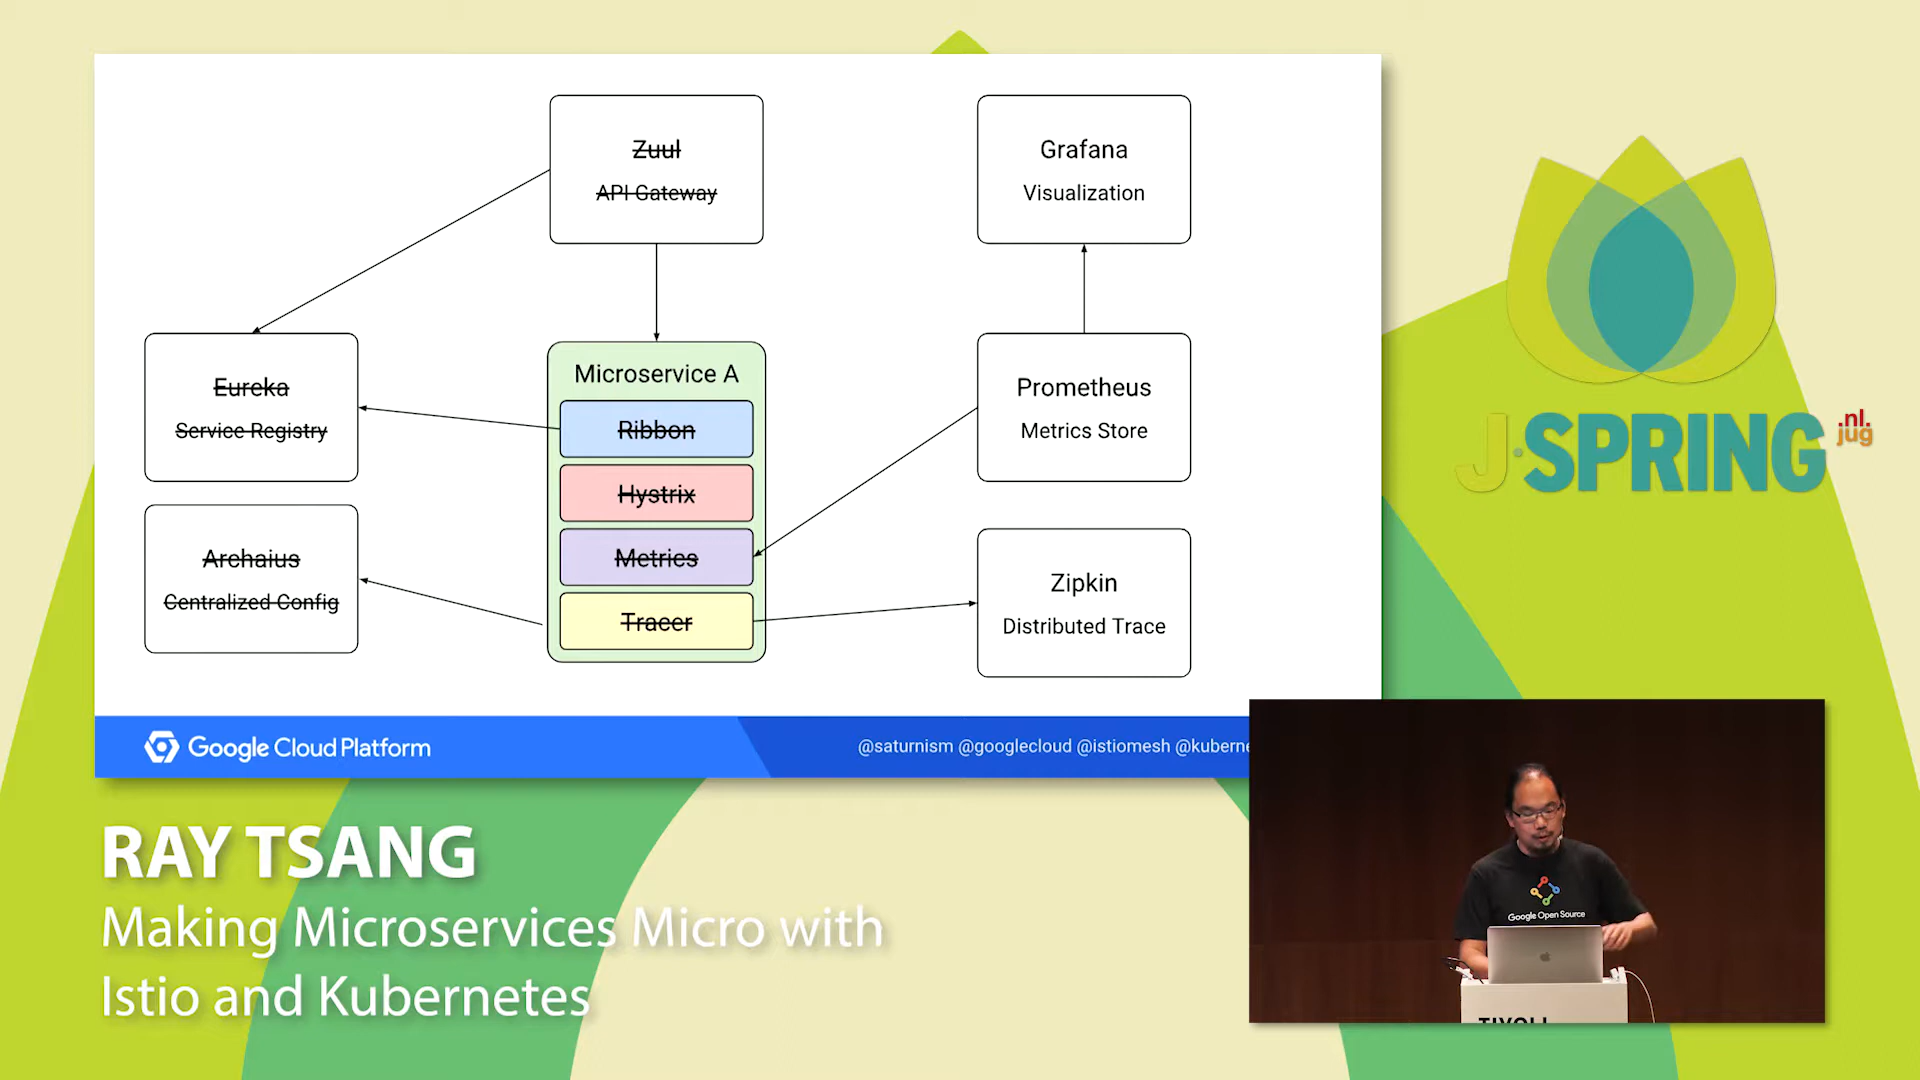 Zuul
API Gateway
Grafana
Visualization
Eureka
Service Registry
Microservice A
Ribbon
Hystrix
Metrics
Tracer
Prometheus
Metrics Store
Archaius
Centralized Config
Zipkin
Distributed Trace
Google Cloud Platform
@saturnism @googlecloud @istiomesh @kuberne
J·SPRING
.nl.
jug
RAY TSANG
Making Microservices Micro with
Istio and Kubernetes
Google Open Source
TIVOLI